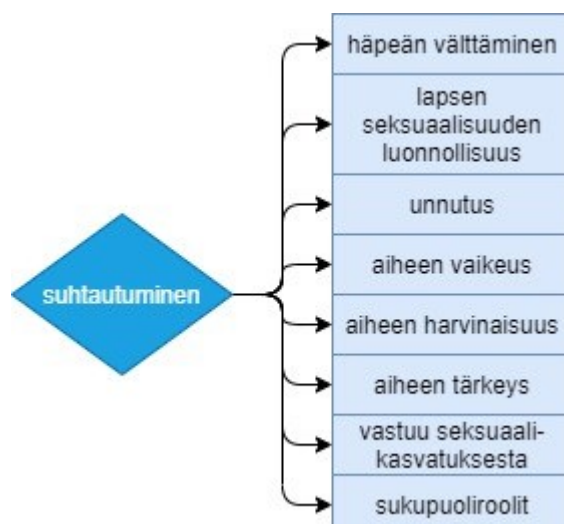 suhtautuminen
häpeän välttäminen
lapsen
seksuaalisuuden
luonnollisuus
unnutus
aiheen vaikeus
aiheen harvinaisuus
aiheen tärkeys
vastuu seksuaali-
kasvatuksesta
sukupuoliroolit